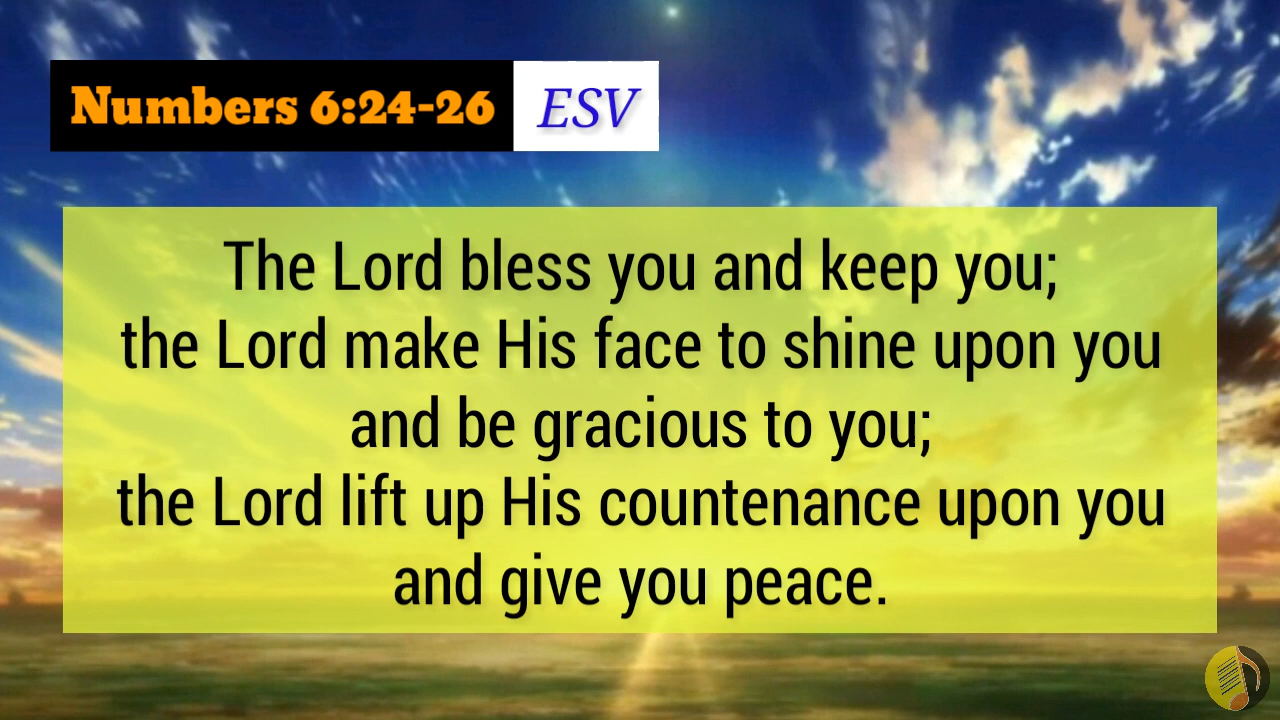 Numbers 6:24-26 ESV
The Lord bless you and keep you;
the Lord make His face to shine upon you
and be gracious to you;
the Lord lift up His countenance upon you
and give you peace.